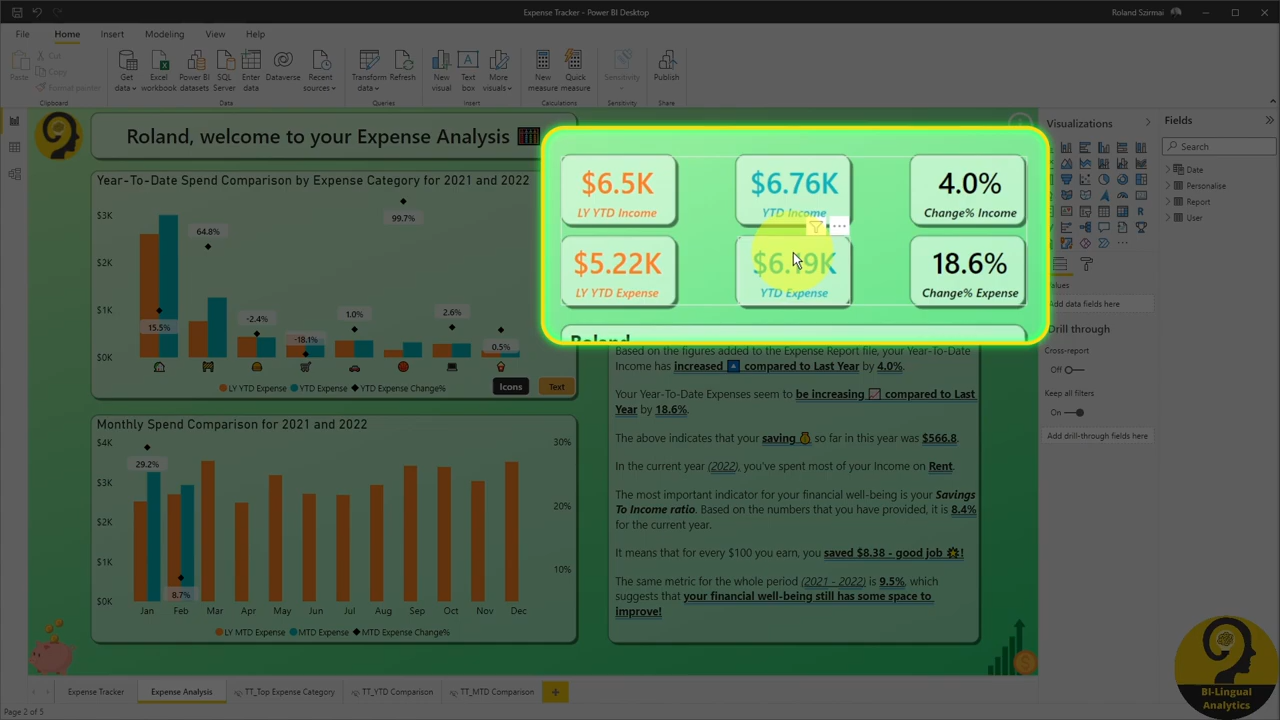 Expense Tracker - Power BI Desktop
Roland Szirmai
File
Home
Insert
Modeling
View
Help
Paste
Cut
Copy
Format painter
Get data
Excel workbook
Power BI datasets
SQL Server
Enter data
Dataverse
Recent sources
Transform data
Refresh
New visual
Text box
More visuals
New measure
Quick measure
Sensitivity
Publish
Clipboard
Data
Queries
Insert
Calculations
Sensitivity
Share
Roland, welcome to your Expense Analysis
Year-To-Date Spend Comparison by Expense Category for 2021 and 2022
$3K
$2K
$1K
$0K
15.5%
64.8%
-2.4%
-18.1%
1.0%
99.7%
2.6%
0.5%
LY YTD Expense
YTD Expense
YTD Expense Change%
Icons
Text
Monthly Spend Comparison for 2021 and 2022
$4K
$3K
$2K
$1K
$0K
30%
20%
10%
29.2%
8.7%
Jan
Feb
Mar
Apr
May
Jun
Jul
Aug
Sep
Oct
Nov
Dec
LY MTD Expense
MTD Expense
MTD Expense Change%
$6.5K
LY YTD Income
$6.76K
YTD Income
4.0%
Change% Income
$5.22K
LY YTD Expense
$6.19K
YTD Expense
18.6%
Change% Expense
Roland
Based on the figures added to the Expense Report file, your Year-To-Date
Income has increased compared to Last Year by 4.0%.
Your Year-To-Date Expenses seem to be increasing compared to Last
Year by 18.6%.
The above indicates that your saving so far in this year was $566.8.
In the current year (2022), you've spent most of your Income on Rent.
The most important indicator for your financial well-being is your Savings
To Income ratio. Based on the numbers that you have provided, it is 8.4%
for the current year.
It means that for every $100 you earn, you saved $8.38 - good job !
The same metric for the whole period (2021 - 2022) is 9.5%, which
suggests that your financial well-being still has some space to
improve!
Visualizations
Values
Add data fields here
Drill through
Cross-report
Off
Keep all filters
On
Add drill-through fields here
Fields
Search
Date
Personalise
Report
User
Expense Tracker
Expense Analysis
TT_Top Expense Category
TT_YTD Comparison
TT_MTD Comparison
Page 2 of 5
BI-Lingual
Analytics